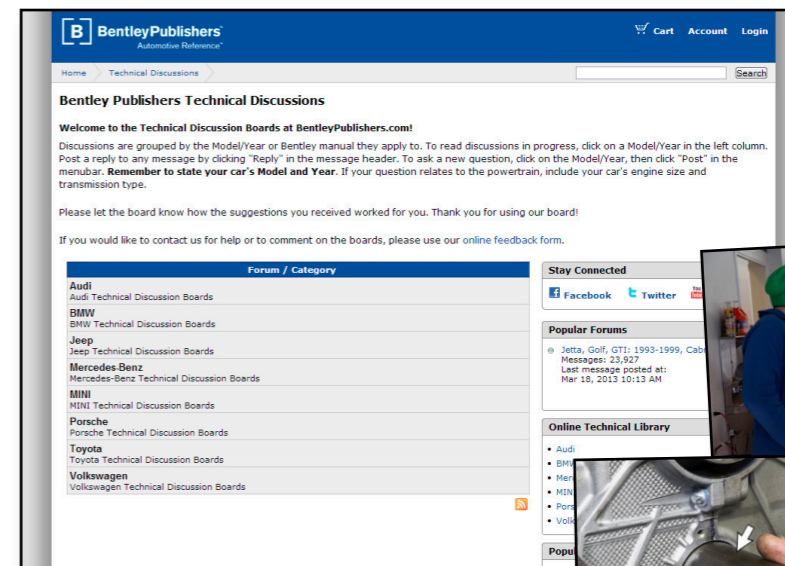 B BentleyPublishers
Automotive Reference™
Cart Account Login
Home Technical Discussions
Search
Bentley Publishers Technical Discussions
Welcome to the Technical Discussion Boards at BentleyPublishers.com!
Discussions are grouped by the Model/Year or Bentley manual they apply to. To read discussions in progress, click on a Model/Year in the left column.
Post a reply to any message by clicking "Reply" in the message header. To ask a new question, click on the Model/Year, then click "Post" in the
menubar. Remember to state your car's Model and Year. If your question relates to the powertrain, include your car's engine size and
transmission type.
Please let the board know how the suggestions you received worked for you. Thank you for using our board!
If you would like to contact us for help or to comment on the boards, please use our online feedback form.
Forum / Category
Audi
Audi Technical Discussion Boards
BMW
BMW Technical Discussion Boards
Jeep
Jeep Technical Discussion Boards
Mercedes-Benz
Mercedes-Benz Technical Discussion Boards
MINI
MINI Technical Discussion Boards
Porsche
Porsche Technical Discussion Boards
Toyota
Toyota Technical Discussion Boards
Volkswagen
Volkswagen Technical Discussion Boards
Stay Connected
Facebook Twitter
Popular Forums
Jetta, Golf, GTI: 1993-1999,
Messages: 23,927
Last message posted at:
Mar 18, 2013 10:13 AM
Online Technical Library
Audi